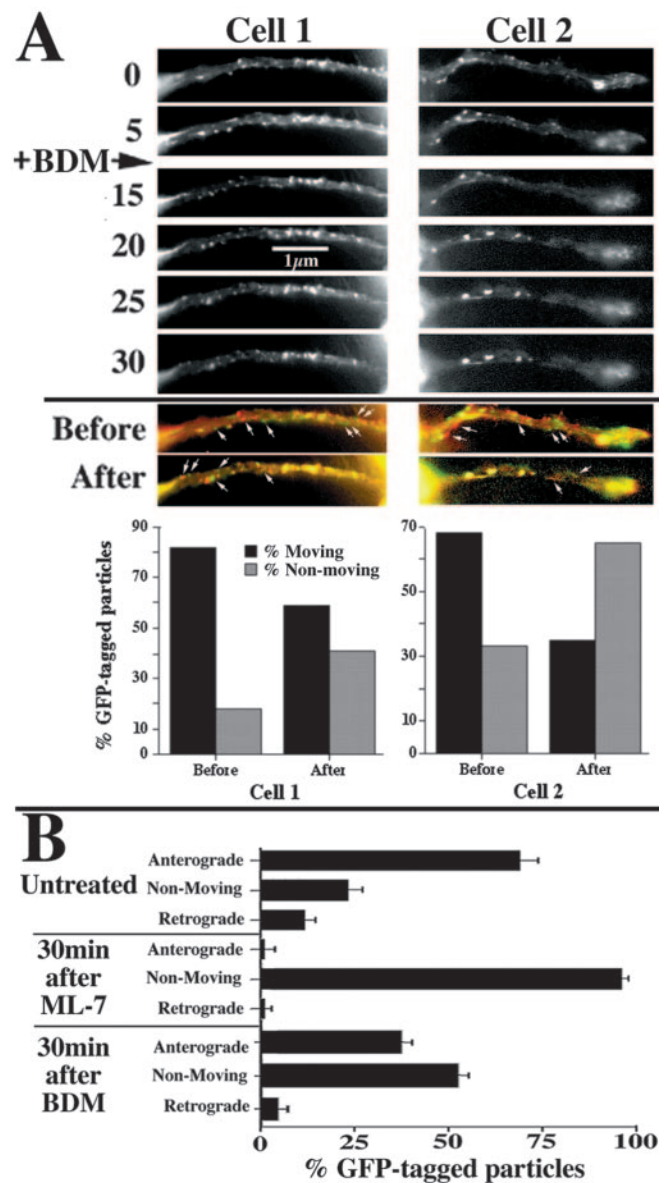 A
Cell 1
Cell 2
0
5
+BDM
15
20
1μm
25
30
Before
After
% GFP-tagged particles
90
70
50
30
10
0
% Moving
% Non-moving
Before
After
Cell 1
70
50
30
10
0
Before
After
Cell 2
B
Untreated
Anterograde
Non-Moving
Retrograde
30min
after
ML-7
Anterograde
Non-Moving
Retrograde
30min
after
BDM
Anterograde
Non-Moving
Retrograde
0
25
50
75
100
% GFP-tagged particles